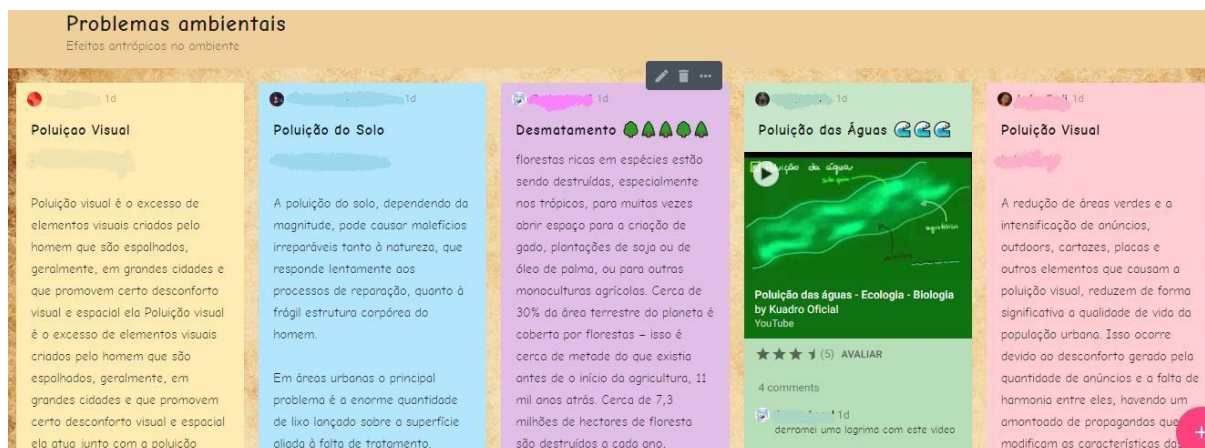 Problemas ambientais
Efeitos antrópicos no ambiente
1d
Poluiçao Visual
Poluição visual é o excesso de
elementos visuais criados pelo
homem que são espalhados,
geralmente, em grandes cidades e
que promovem certo desconforto
visual e espacial ela Poluição visual
é o excesso de elementos visuais
criados pelo homem que são
espalhados, geralmente, em
grandes cidades e que promovem
certo desconforto visual e espacial
ela atua junto com a poluição
1d
Poluição do Solo
A poluição do solo, dependendo da
magnitude, pode causar malefícios
irreparáveis tanto à natureza, que
responde lentamente aos
processos de reparação, quanto à
frágil estrutura corpórea do
homem.
Em áreas urbanas o principal
problema é a enorme quantidade
de lixo lançado sobre a superfície
aliada à falta de tratamento.
1d
Desmatamento 🌳🌲🌲🌳🌲
florestas ricas em espécies estão
sendo destruídas, especialmente
nos trópicos, para muitas vezes
abrir espaço para a criação de
gado, plantações de soja ou de
óleo de palma, ou para outras
monoculturas agrícolas. Cerca de
30% da área terrestre do planeta é
coberta por florestas – isso é
cerca de metade do que existia
antes de o início da agricultura, 11
mil anos atrás. Cerca de 7,3
milhões de hectares de floresta
são destruídos a cada ano,
1d
Poluição das Águas 🌊🌊🌊
da água
Poluição das águas - Ecologia - Biologia
by Kuadro Oficial
YouTube
(5) AVALIAR
4 comments
1d
derramei uma lagrima com este video
1d
Poluição Visual
A redução de áreas verdes e a
intensificação de anúncios,
outdoors, cartazes, placas e
outros elementos que causam a
poluição visual, reduzem de forma
significativa a qualidade de vida da
população urbana. Isso ocorre
devido ao desconforto gerado pela
quantidade de anúncios e a falta de
harmonia entre eles, havendo um
amontoado de propagandas que
modificam as características